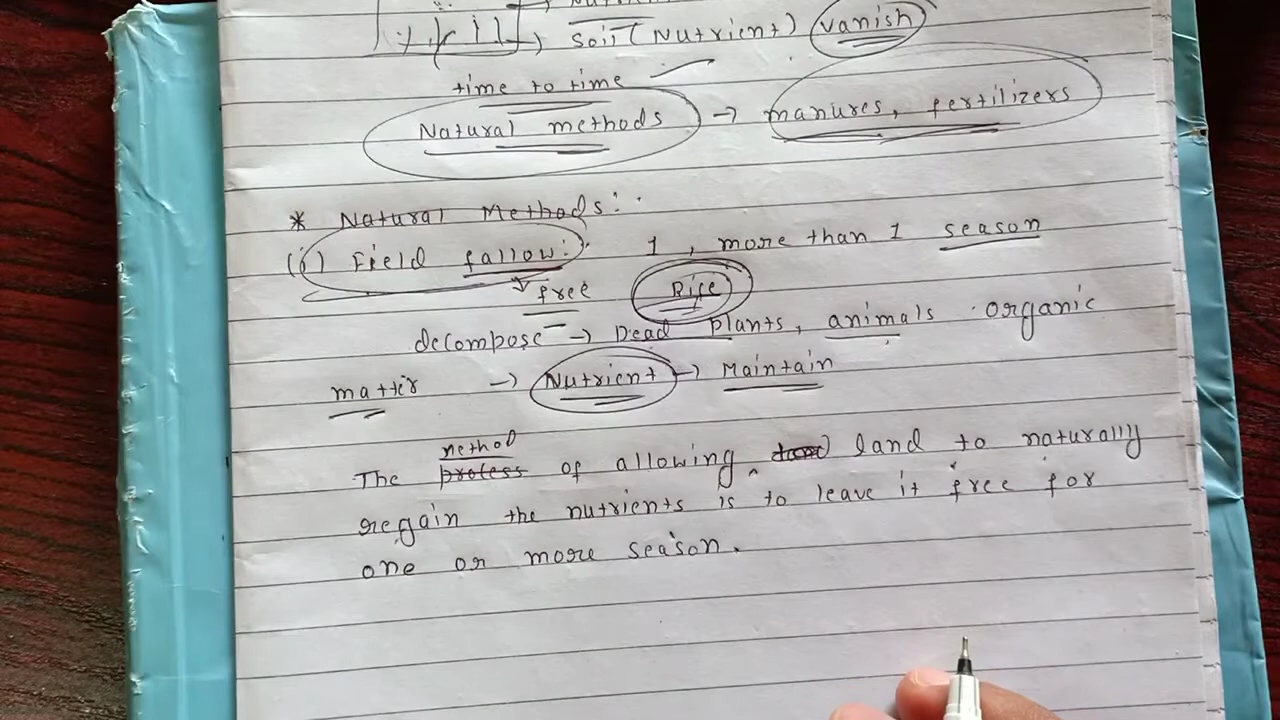 Soil (Nutrient) vanish
time to time
Natural methods → manures, fertilizers
* Natural Methods:
(i) Field fallow: 1, more than 1 season
free Rice
decompose → Dead plants, animals organic
matter → Nutrient → Maintain
method
The process of allowing land to naturally
regain the nutrients is to leave it free for
one or more season.